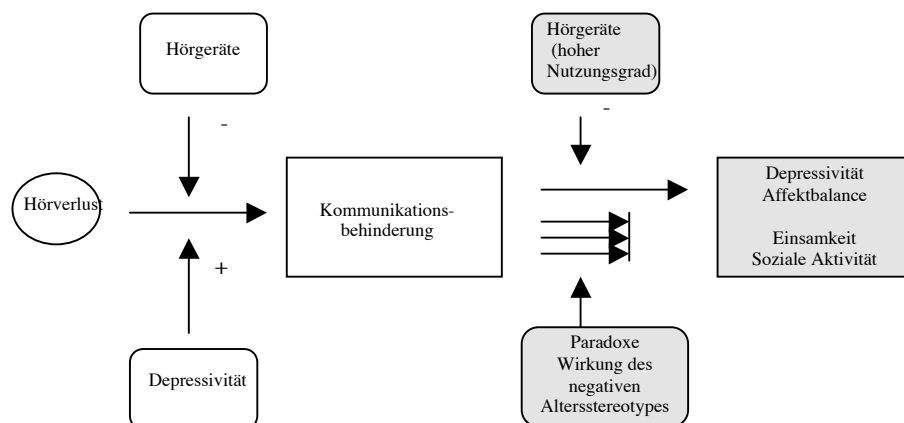 Hörgeräte
-
Hörgeräte
(hoher
Nutzungsgrad)
-
Hörverlust
Kommunikations-
behinderung
Depressivität
Affektbalance
Einsamkeit
Soziale Aktivität
+
Depressivität
Paradoxe
Wirkung des
negativen
Altersstereotypes